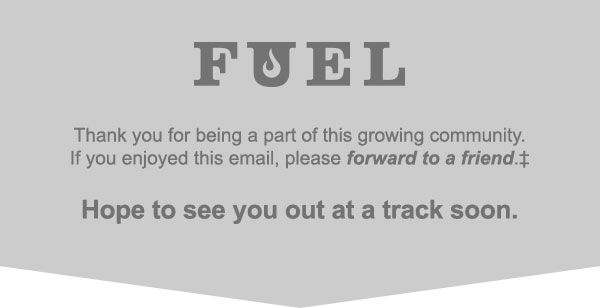 FUEL
Thank you for being a part of this growing community.
If you enjoyed this email, please forward to a friend.‡
Hope to see you out at a track soon.